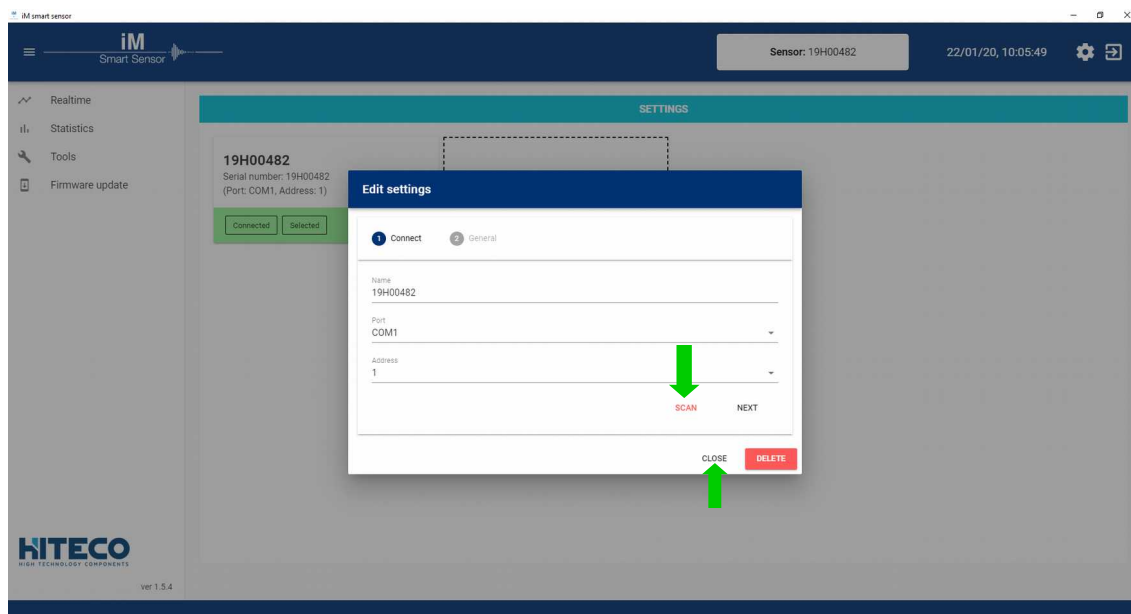 iM smart sensor
iM
Smart Sensor
Sensor: 19H00482
22/01/20, 10:05:49
Realtime
Statistics
Tools
Firmware update
SETTINGS
19H00482
Serial number: 19H00482
(Port: COM1, Address: 1)
Connected Selected
Edit settings
1 Connect 2 General
Name
19H00482
Port
COM1
Address
1
SCAN NEXT
CLOSE DELETE
HITECO
HIGH TECHNOLOGY COMPONENTS
ver 1.5.4